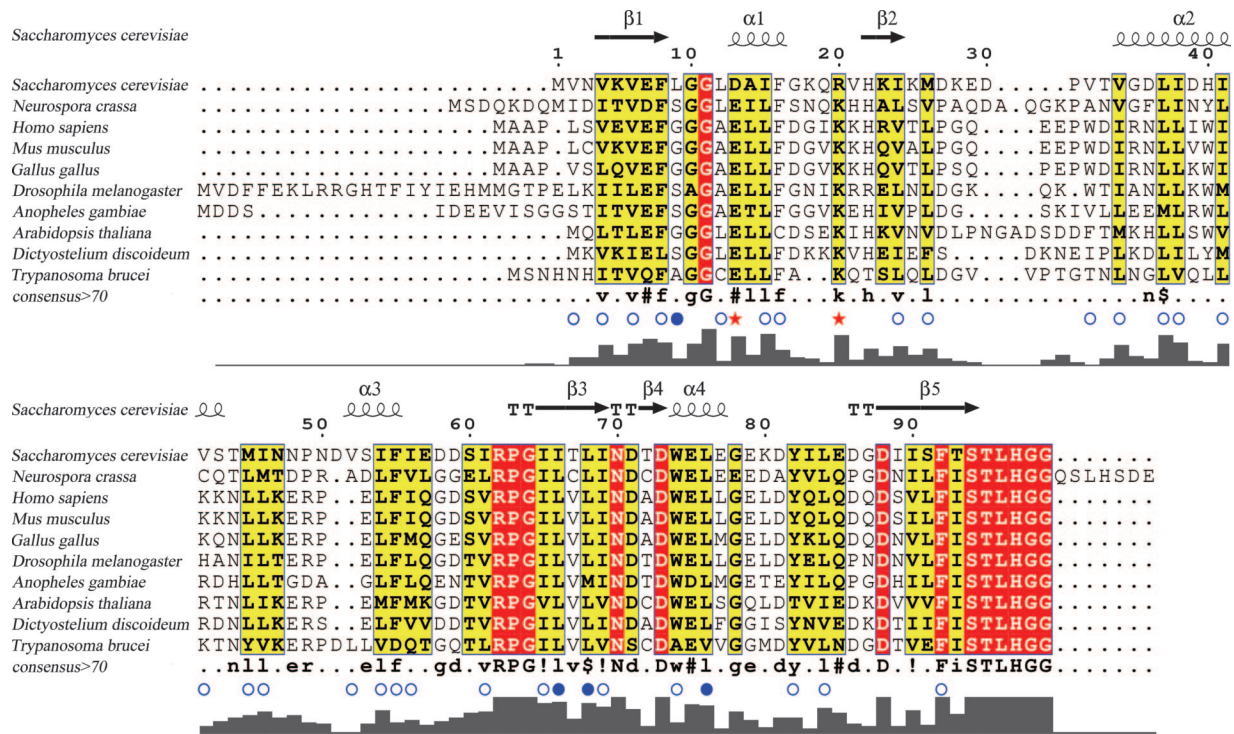 Saccharomyces cerevisiae β1 α1 β2 α2
1 10 20 30 40
Saccharomyces cerevisiae ........................MVNVKVEFLGGLDAIFGKQRVHKIKMDKED.....PVTVGDLIDHI
Neurospora crassa .................MSDQKDQMIDITVDFSGGLEILFSNQKHHALSVPAQDA.QGKPANVGFLINYL
Homo sapiens ....................MAAP.LSVEVEFGGGAELLFDGIKKHRVTLPGQ....EEPWDIRNLLIWI
Mus musculus ....................MAAP.LCVKVEFGGGAELLFDGVKKHQVALPGQ....EEPWDIRNLLVWI
Gallus gallus ....................MAAP.VSLQVEFGGGAELLFDGVKKHQVTLPSQ....PEPWDIRNLLKWI
Drosophila melanogaster MVDFFEKLRRGHTFIYIEHMMGTPELKIILEFSAGAELLFGNIKRRELNLDGK....QK.WTIANLLKWM
Anopheles gambiae MDDS............IDEEVISGGSTITVEFSGGAETLFGGVKEHIVPLDG.....SKIVLLEEMLRWL
Arabidopsis thaliana .........................MQLTLEFGGGLELLCDSEKIHKVNVDLPNGADSDDFTMKHLLSWV
Dictyostelium discoideum .........................MKVKIELSGGLELLFDKKKVHEIEFS.....DKNEIPLKDLILYM
Trypanosoma brucei .....................MSNHNHITVQFAGGCELLFA..KQTSLQLDGV...VPTGTNLNGLVQLL
consensus>70 ...........................v.v#f.gG.#llf...k.h.v.l..............n$....
Saccharomyces cerevisiae α3 TT β3 TT β4 α4 TT β5
50 60 70 80 90
Saccharomyces cerevisiae VSTMINNPNDVSIFIEDDSIRPGIITLINDTDWELEGEKDYILEDGDIISFTSTLHGG.......
Neurospora crassa CQTLMTDPR.ADLFVLGGELRPGILCLINDTDWELEEEDAYVLQPGDNIVFTSTLHGGQSLHSDE
Homo sapiens KKNLLKERP..ELFIQGDSVRPGILVLINDADWELLGELDYQLQDQDSVLFISTLHGG.......
Mus musculus KKNLLKERP..ELFIQGDSVRPGILVLINDADWELLGELDYQLQDQDSILFISTLHGG.......
Gallus gallus KQNLLKERP..ELFMQGESVRPGILVLINDADWELMGELDYKLQDQDNVLFISTLHGG.......
Drosophila melanogaster HANILTERP..ELFLQGDTVRPGILVLINDTDWELLGELDYELQPNDNVLFISTLHGG.......
Anopheles gambiae RDHLLTGDA..GLFLQENTVRPGILVMINDTDWDLMGETEYILQPGDHILFISTLHGG.......
Arabidopsis thaliana RTNLIKERP..EMFMKGDTVRPGVLVLVNDCDWELSGQLDTVIEDKDVVVFISTLHGG.......
Dictyostelium discoideum RDNLLKERS..ELFVVDDTVRPGILVLINDADWELFGGISYNVEDKDTIIFISTLHGG.......
Trypanosoma brucei KTNYVKERPDLLVDQTGQTLRPGILVLVNSCDAEVVGGMDYVLNDGDTVEFISTLHGG.......
consensus>70 ..nll.er...elf..gd.vRPG!lv$!Nd.Dw#l.ge.dy.l#d.D.!.FiSTLHGG.......